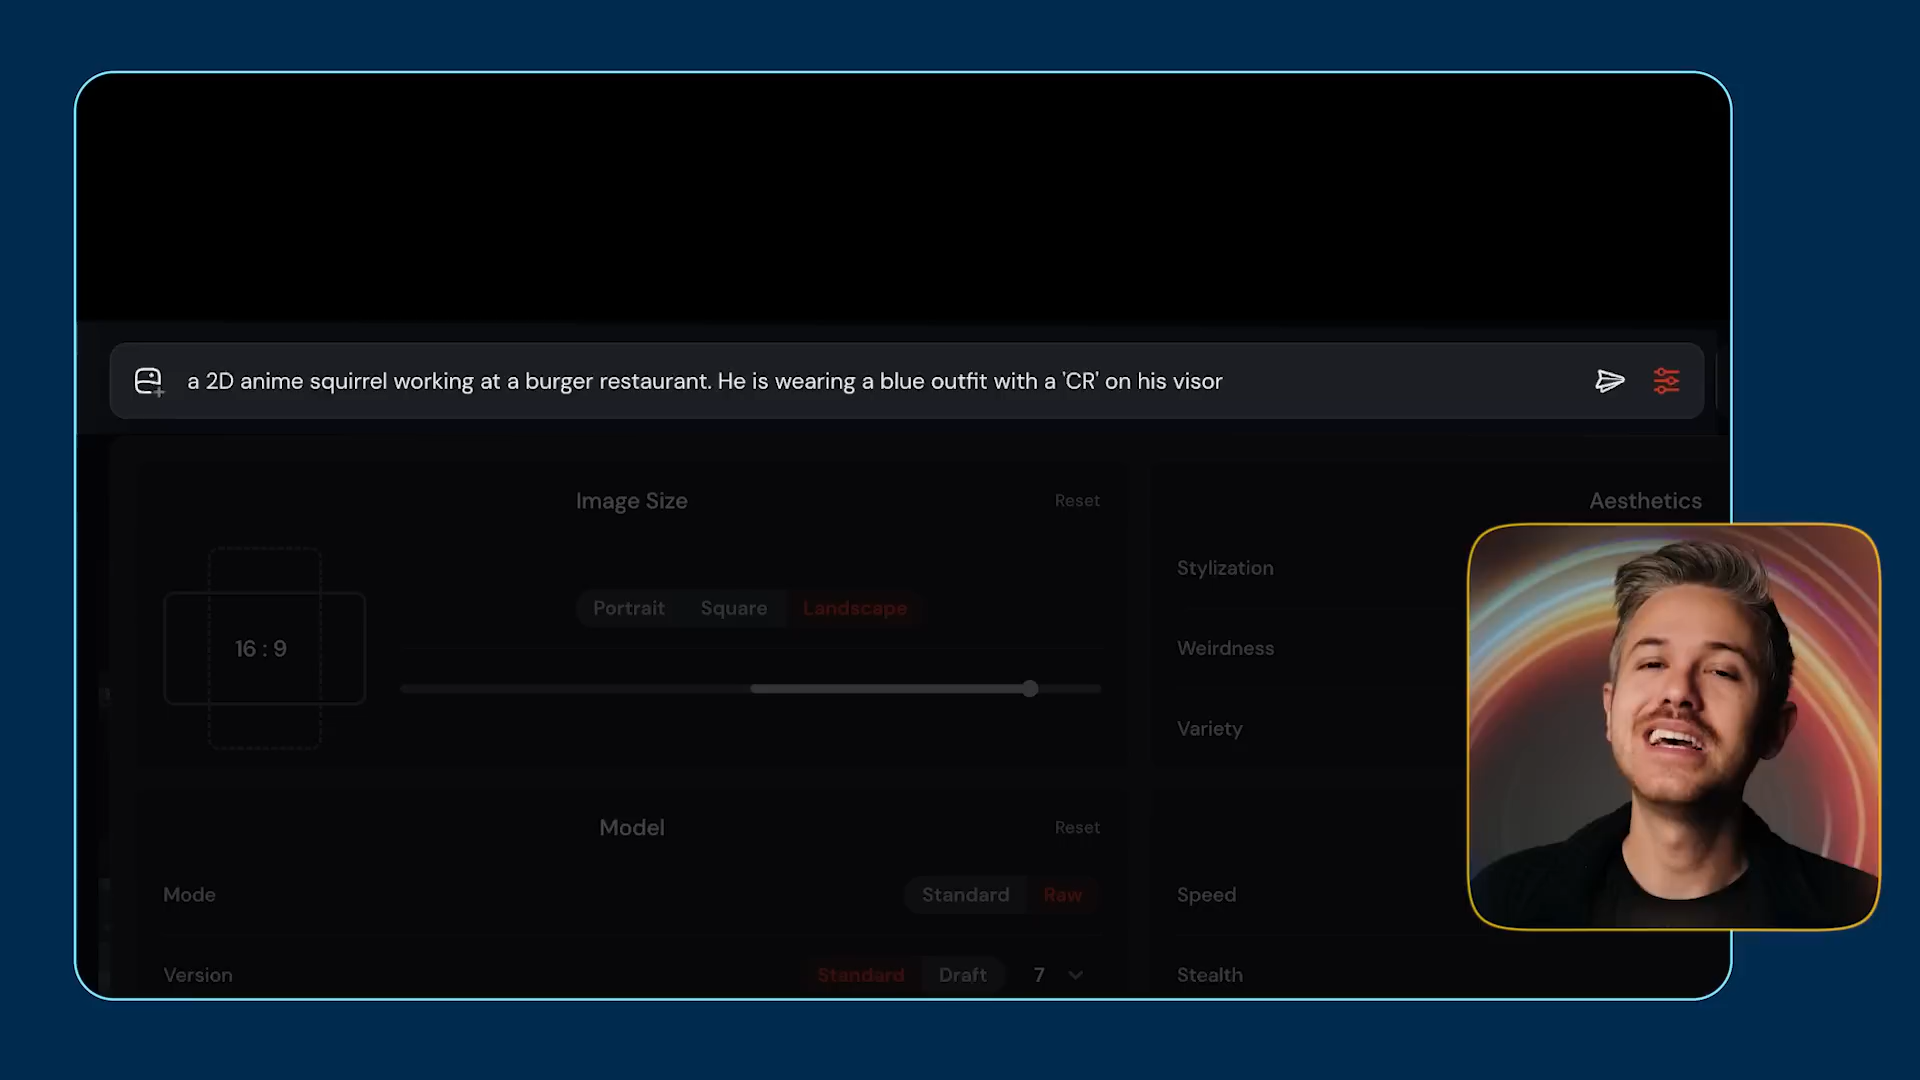 a 2D anime squirrel working at a burger restaurant. He is wearing a blue outfit with a 'CR' on his visor
Image Size
Reset
Aesthetics
Portrait
Square
Landscape
16 : 9
Stylization
Weirdness
Variety
Model
Reset
Mode
Standard
Raw
Speed
Version
Standard
Draft
7
Stealth